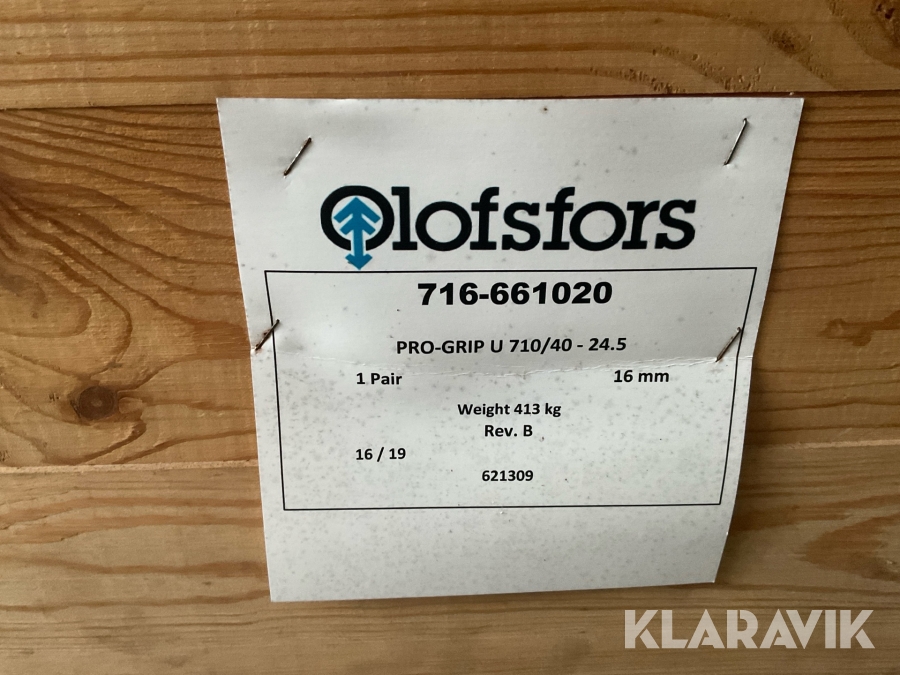 Olofsfors
716-661020
PRO-GRIP U 710/40 - 24.5
1 Pair 16 mm
Weight 413 kg
Rev. B
16 / 19
621309
KLARAVIK